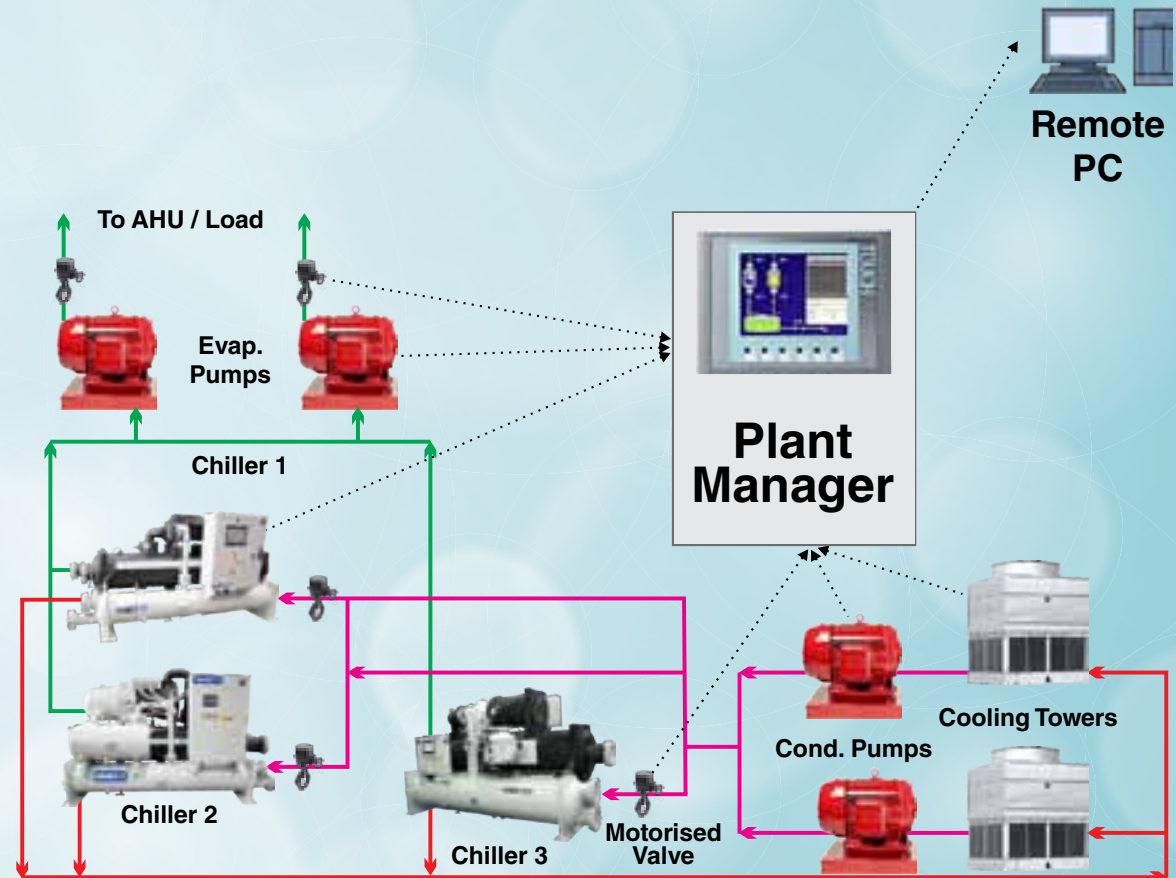 Remote
PC
To AHU / Load
Evap.
Pumps
Plant
Manager
Chiller 1
Cooling Towers
Cond. Pumps
Chiller 2
Motorised
Valve
Chiller 3